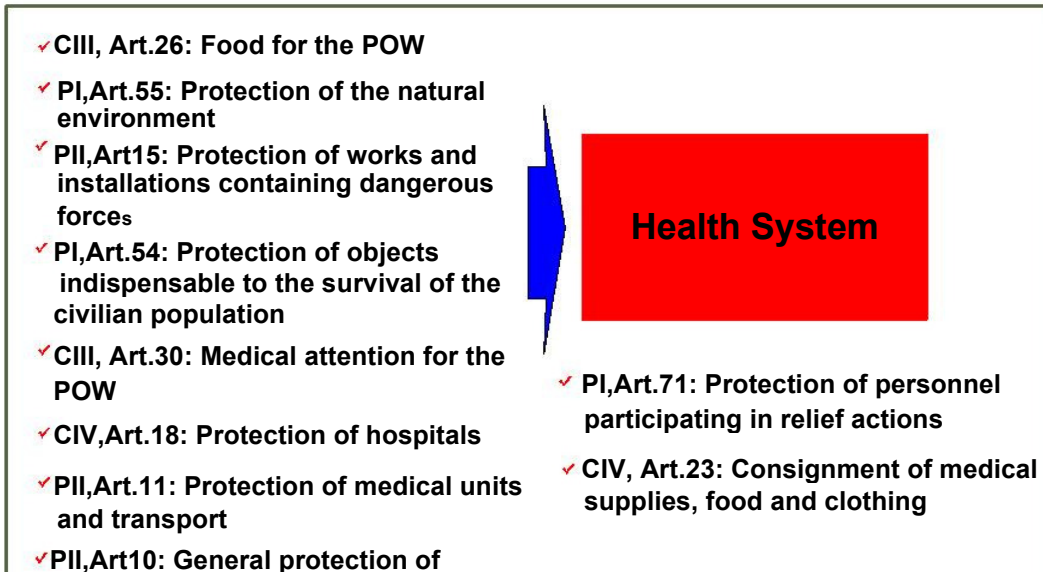 CIII, Art.26: Food for the POW
PI,Art.55: Protection of the natural
environment
PII,Art15: Protection of works and
installations containing dangerous
forces
PI,Art.54: Protection of objects
indispensable to the survival of the
civilian population
CIII, Art.30: Medical attention for the
POW
CIV,Art.18: Protection of hospitals
PII,Art.11: Protection of medical units
and transport
PII,Art10: General protection of
Health System
PI,Art.71: Protection of personnel
participating in relief actions
CIV, Art.23: Consignment of medical
supplies, food and clothing